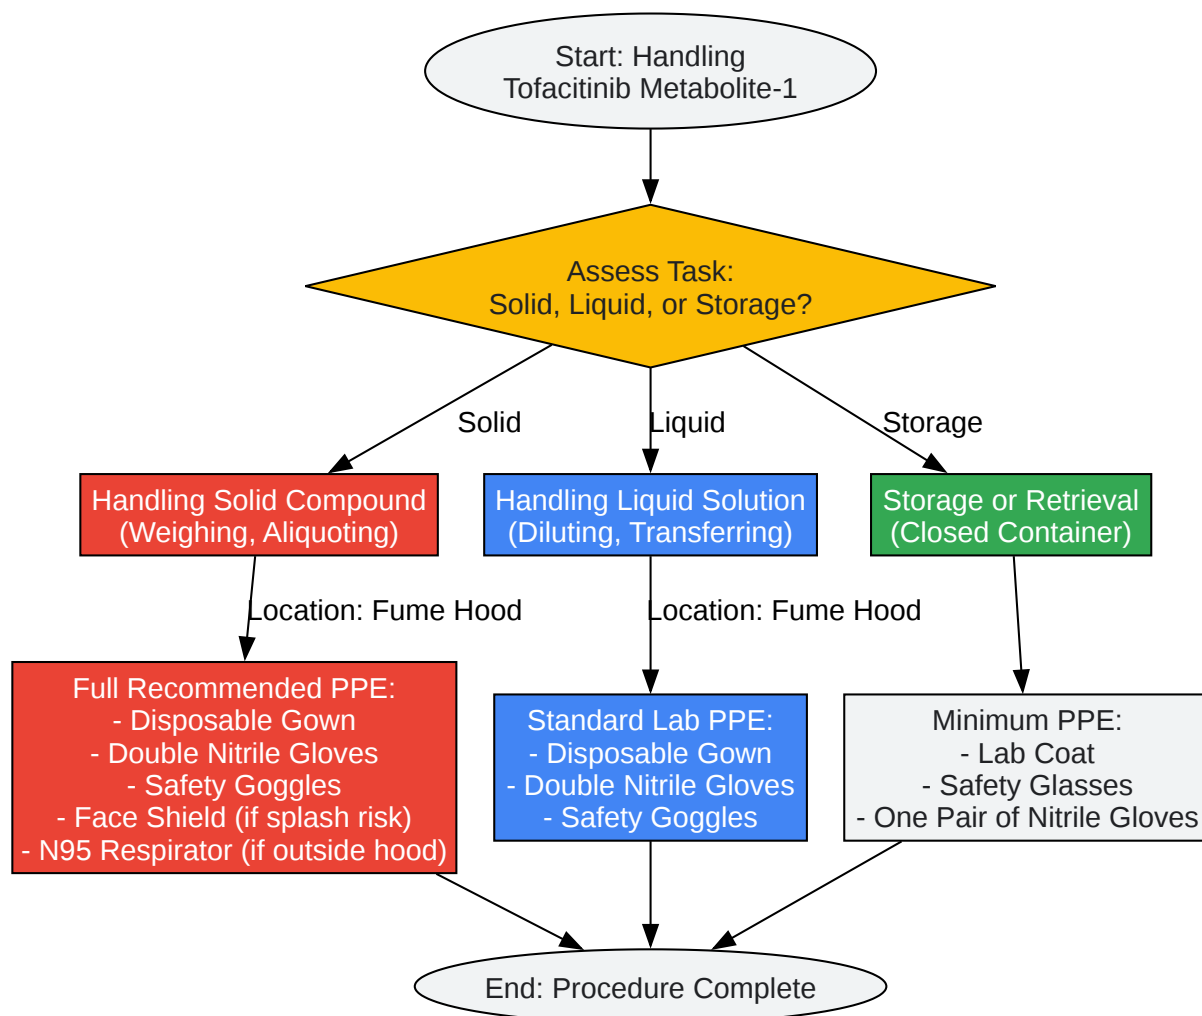 Start: Handling
Tofacitinib Metabolite-1
Assess Task:
Solid, Liquid, or Storage?
Solid
Liquid
Storage
Handling Solid Compound
(Weighing, Aliquoting)
Handling Liquid Solution
(Diluting, Transferring)
Storage or Retrieval
(Closed Container)
Location: Fume Hood
Location: Fume Hood
Full Recommended PPE:
- Disposable Gown
- Double Nitrile Gloves
- Safety Goggles
- Face Shield (if splash risk)
- N95 Respirator (if outside hood)
Standard Lab PPE:
- Disposable Gown
- Double Nitrile Gloves
- Safety Goggles
Minimum PPE:
- Lab Coat
- Safety Glasses
- One Pair of Nitrile Gloves
End: Procedure Complete